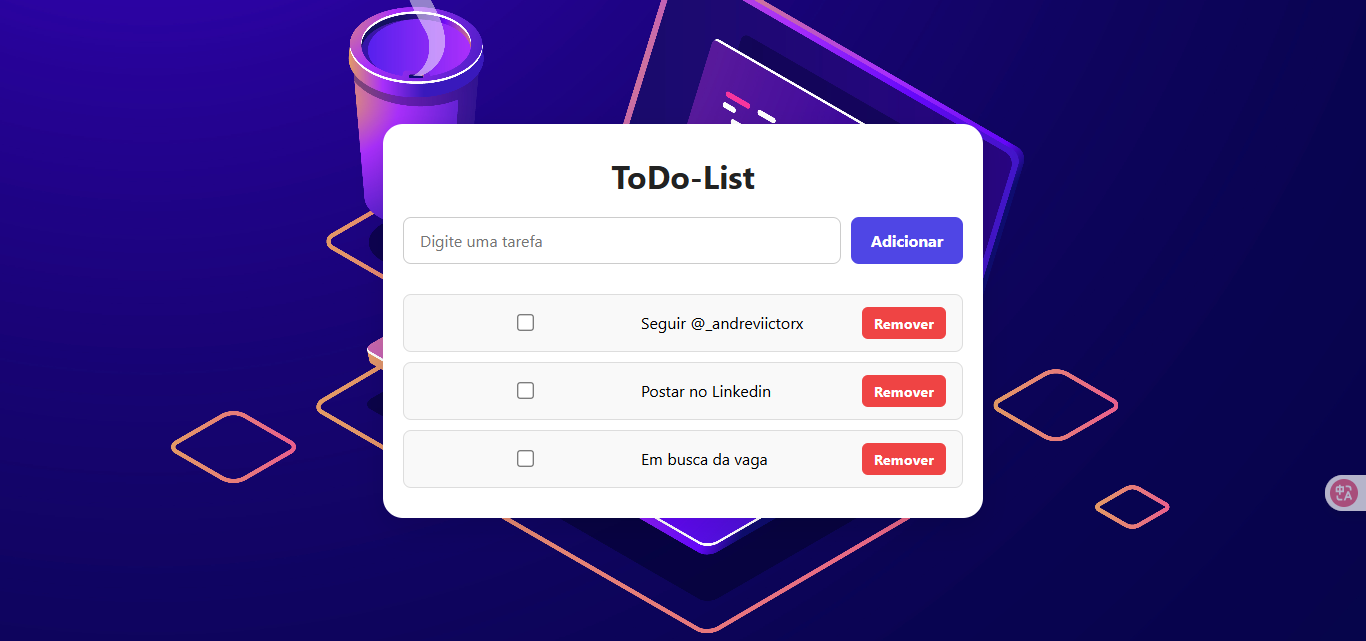 ToDo-List
Digite uma tarefa
Adicionar
Seguir @_andreviictorx
Remover
Postar no Linkedin
Remover
Em busca da vaga
Remover